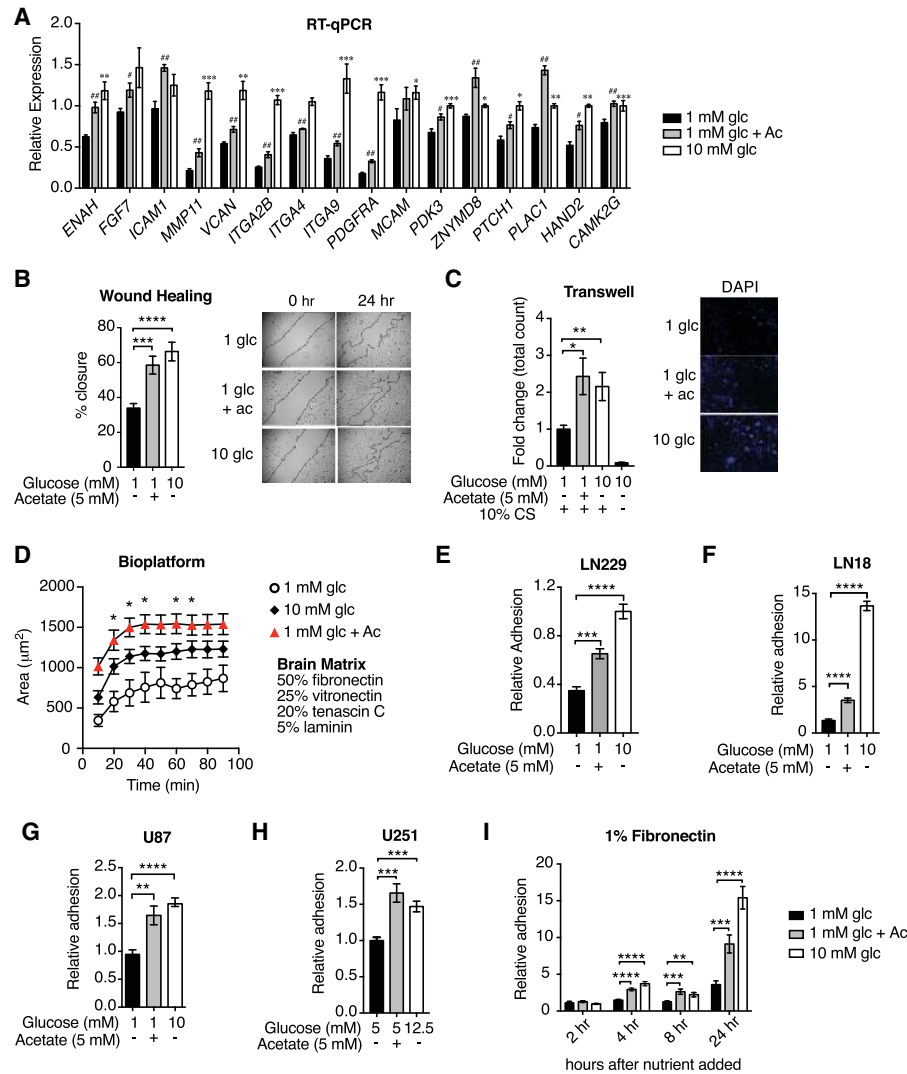 A
RT-qPCR
Relative Expression
2.0
1.5
1.0
0.5
0.0
## ** # ## ## *** ## ** ## *** ## *** ## *** * # *** ## * # * ## ** # ** ## ***
ENAH FGF7 ICAM1 MMP11 VCAN ITGA2B ITGA4 ITGA9 PDGFRA MCAM PDK3 ZNYMD8 PTCH1 PLAC1 HAND2 CAMK2G
1 mM glc
1 mM glc + Ac
10 mM glc
B
Wound Healing
% closure
80
60
40
20
0
****
***
Glucose (mM) 1 1 10
Acetate (5 mM) - + -
0 hr 24 hr
1 glc
1 glc
+ ac
10 glc
C
Transwell
Fold change (total count)
4
3
2
1
0
**
*
Glucose (mM) 1 1 10 10
Acetate (5 mM) - + - -
10% CS + + + -
DAPI
1 glc
1 glc
+ ac
10 glc
D
Bioplatform
Area (μm2)
2000
1500
1000
500
0
* * * * *
0 20 40 60 80 100
Time (min)
1 mM glc
10 mM glc
1 mM glc + Ac
Brain Matrix
50% fibronectin
25% vitronectin
20% tenascin C
5% laminin
E
LN229
Relative Adhesion
1.2
0.8
0.4
0.0
****
***
Glucose (mM) 1 1 10
Acetate (5 mM) - + -
F
LN18
Relative Adhesion
15
10
5
0
****
****
Glucose (mM) 1 1 10
Acetate (5 mM) - + -
G
U87
Relative adhesion
2.5
2.0
1.5
1.0
0.5
0.0
****
**
Glucose (mM) 1 1 10
Acetate (5 mM) - + -
H
U251
Relative adhesion
2.0
1.5
1.0
0.5
0.0
***
***
Glucose (mM) 5 5 12.5
Acetate (5 mM) - + -
I
1% Fibronectin
Relative adhesion
20
15
10
5
0
**** **** ** *** **** ***
2 hr 4 hr 8 hr 24 hr
hours after nutrient added
1 mM glc
1 mM glc + Ac
10 mM glc